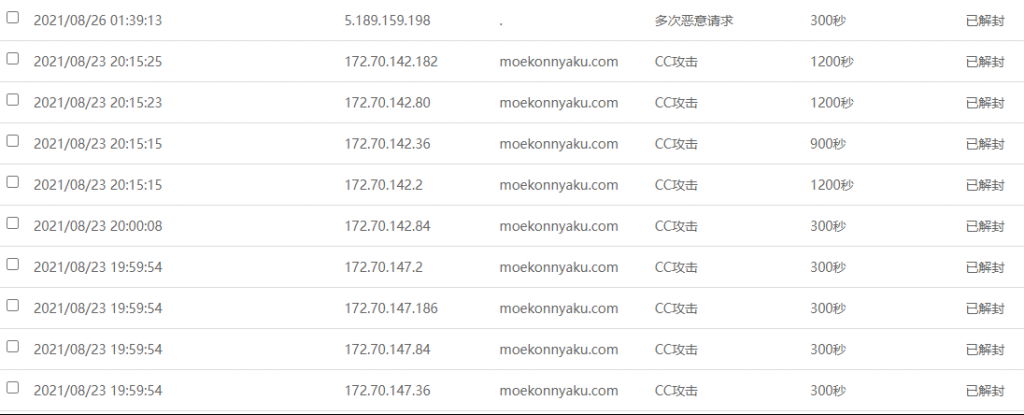 2021/08/26 01:39:13 5.189.159.198 . 多次恶意请求 300秒 已解封
2021/08/23 20:15:25 172.70.142.182 moekonnyaku.com CC攻击 1200秒 已解封
2021/08/23 20:15:23 172.70.142.80 moekonnyaku.com CC攻击 1200秒 已解封
2021/08/23 20:15:15 172.70.142.36 moekonnyaku.com CC攻击 900秒 已解封
2021/08/23 20:15:15 172.70.142.2 moekonnyaku.com CC攻击 1200秒 已解封
2021/08/23 20:00:08 172.70.142.84 moekonnyaku.com CC攻击 300秒 已解封
2021/08/23 19:59:54 172.70.147.2 moekonnyaku.com CC攻击 300秒 已解封
2021/08/23 19:59:54 172.70.147.186 moekonnyaku.com CC攻击 300秒 已解封
2021/08/23 19:59:54 172.70.147.84 moekonnyaku.com CC攻击 300秒 已解封
2021/08/23 19:59:54 172.70.147.36 moekonnyaku.com CC攻击 300秒 已解封